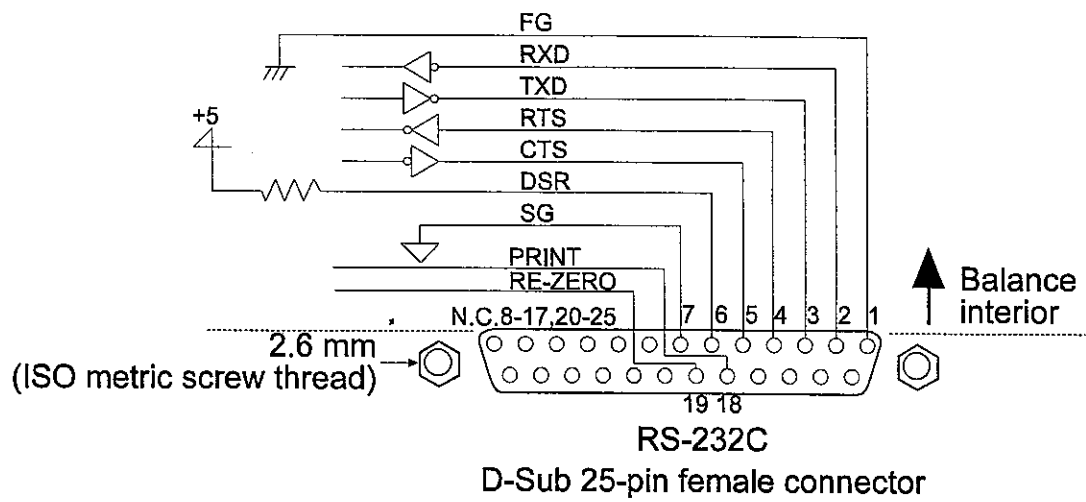 FG
RXD
TXD
RTS
+5
CTS
DSR
SG
PRINT
RE-ZERO
Balance
interior
N.C.8-17,20-25 7 6 5 4 3 2 1
2.6 mm
(ISO metric screw thread)
19 18
RS-232C
D-Sub 25-pin female connector